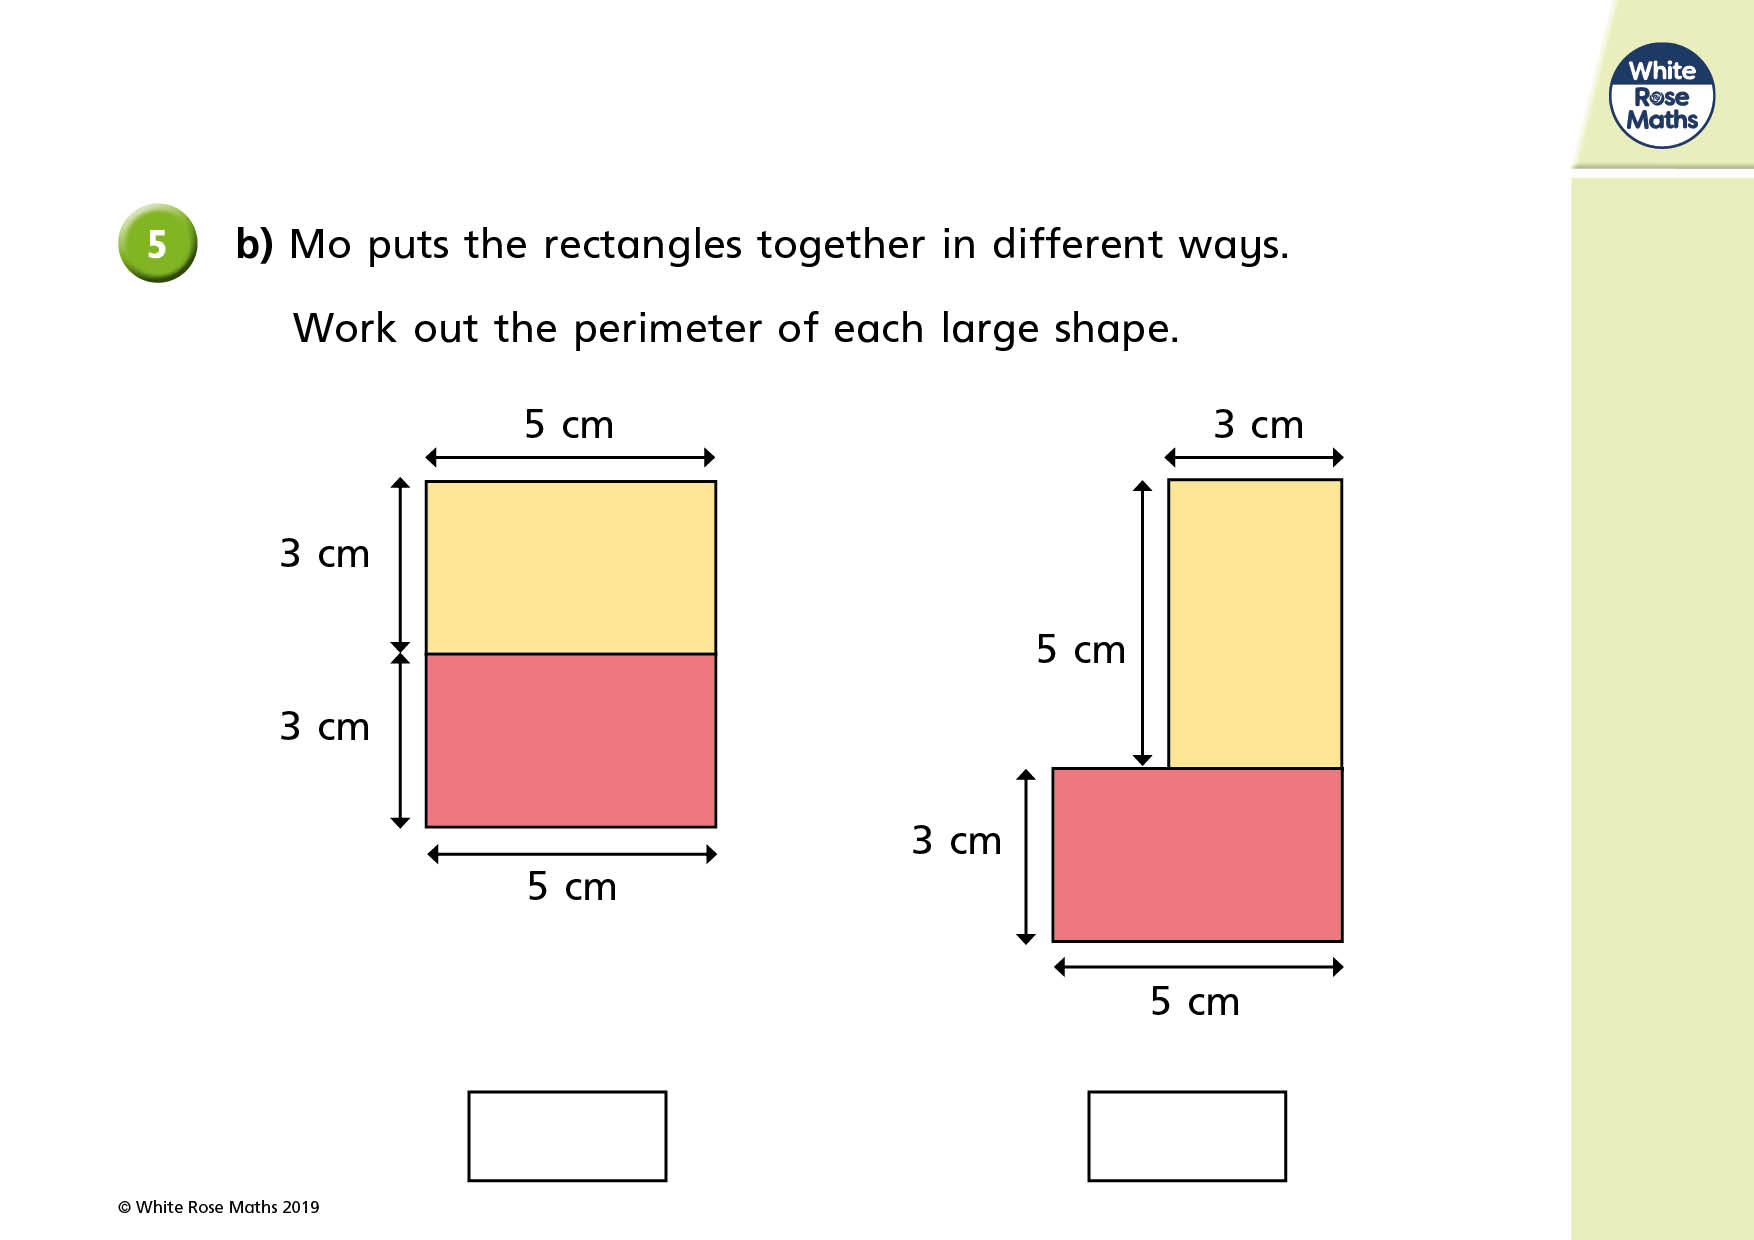 White
Rose
Maths
5
b) Mo puts the rectangles together in different ways.
Work out the perimeter of each large shape.
5 cm
3 cm
3 cm
5 cm
3 cm
5 cm
3 cm
5 cm
© White Rose Maths 2019